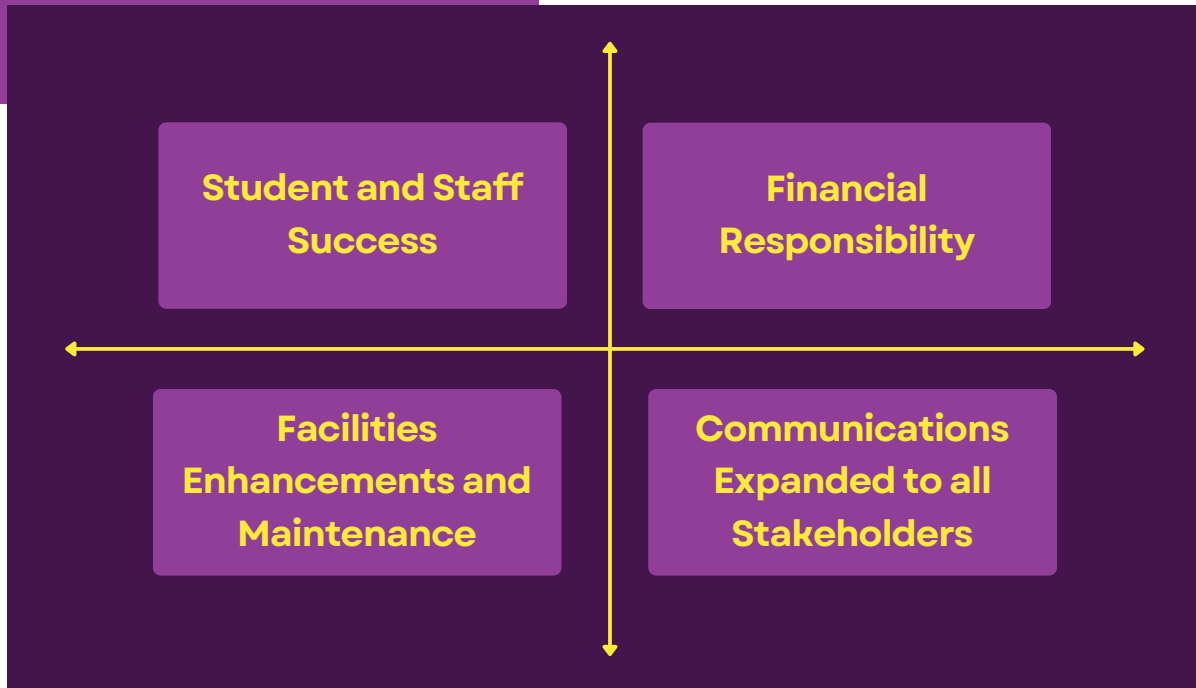 Student and Staff
Success
Financial
Responsibility
Facilities
Enhancements and
Maintenance
Communications
Expanded to all
Stakeholders